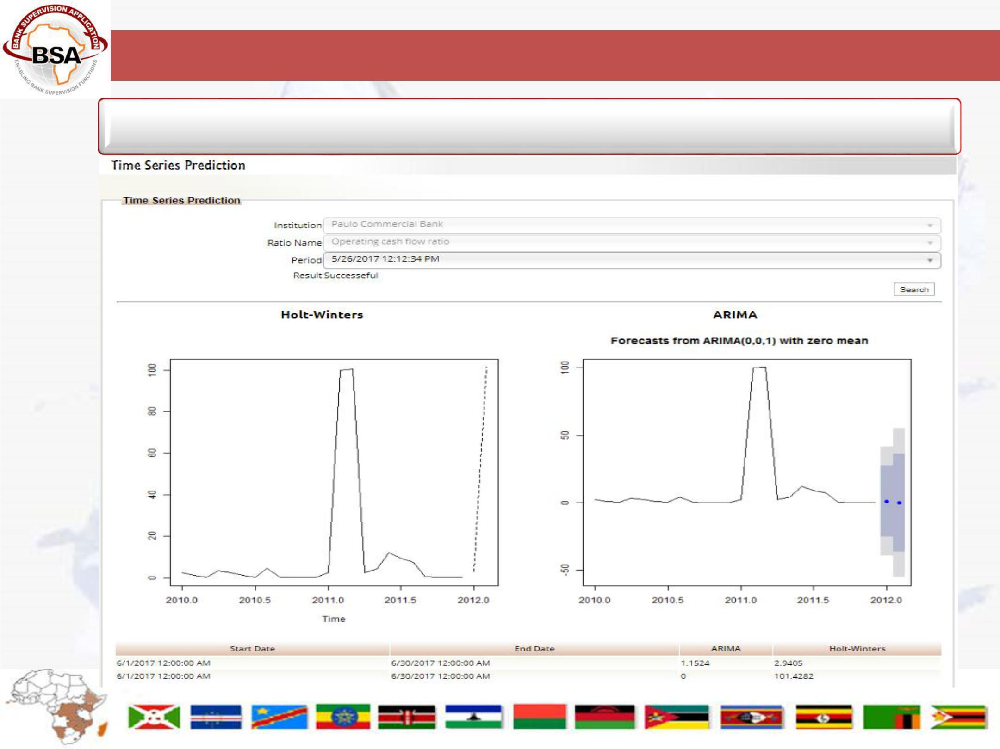 BANK SUPERVISION APPLICATION
BSA
ENABLING BANK SUPERVISION FUNCTIONS
Time Series Prediction
Time Series Prediction
Institution Paulo Commercial Bank
Ratio Name Operating cash flow ratio
Period 5/26/2017 12:12:34 PM
Result Successeful
Search
Holt-Winters
ARIMA
Forecasts from ARIMA(0,0,1) with zero mean
100
80
60
40
20
0
2010.0 2010.5 2011.0 2011.5 2012.0
Time
100
50
0
-50
2010.0 2010.5 2011.0 2011.5 2012.0
Start Date End Date ARIMA Holt-Winters
6/1/2017 12:00:00 AM 6/30/2017 12:00:00 AM 1.1524 2.9405
6/1/2017 12:00:00 AM 6/30/2017 12:00:00 AM 0 101.4282